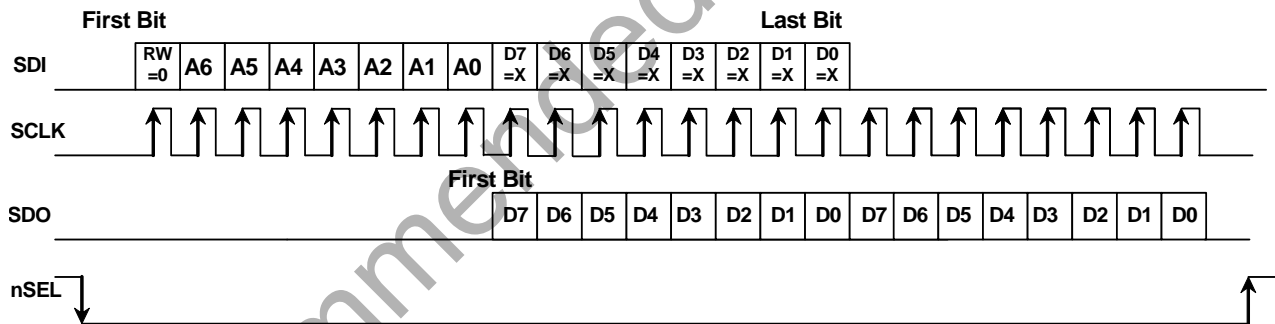 First Bit Last Bit
SDI RW =0 A6 A5 A4 A3 A2 A1 A0 D7 =X D6 =X D5 =X D4 =X D3 =X D2 =X D1 =X D0 =X
SCLK
First Bit
SDO D7 D6 D5 D4 D3 D2 D1 D0 D7 D6 D5 D4 D3 D2 D1 D0
nSEL
mmended